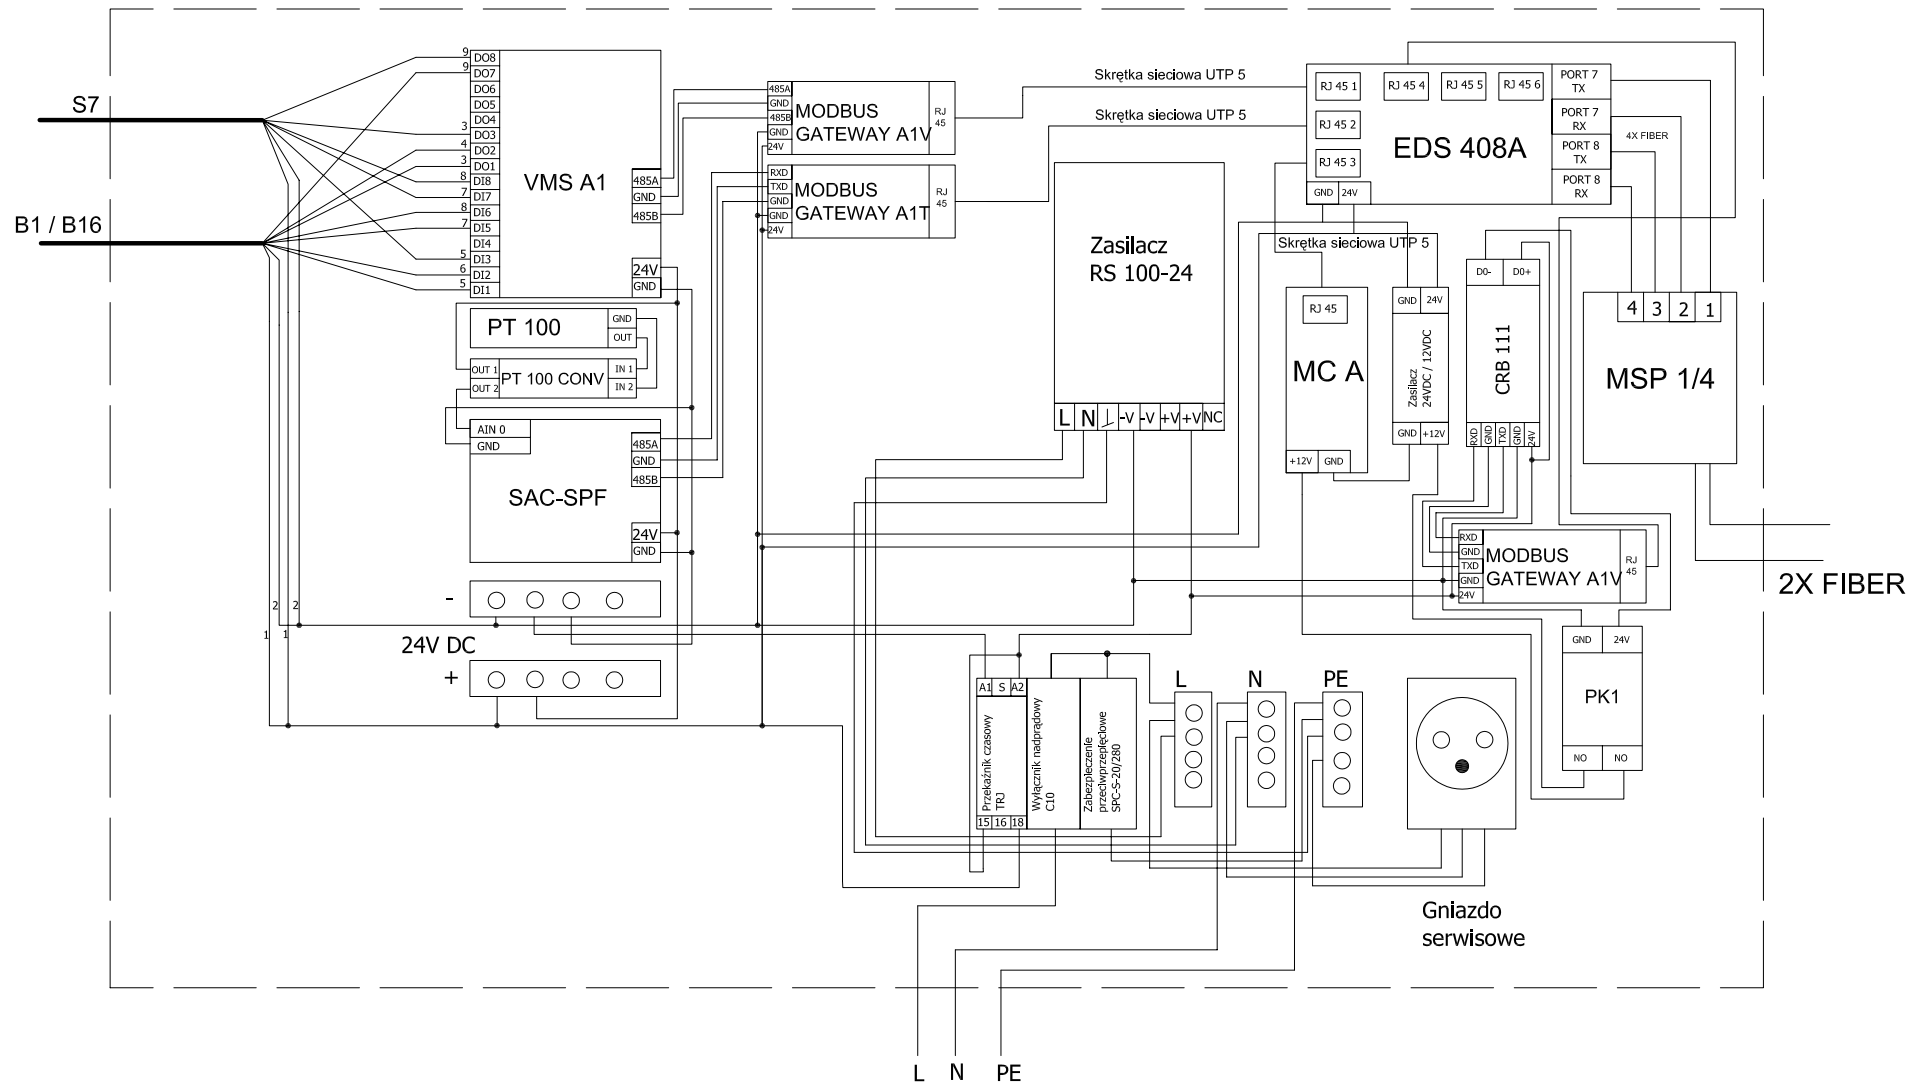 S7
B1 / B16
9
9
3
4
3
8
7
8
7
5
6
5
DO8
DO7
DO6
DO5
DO4
DO3
DO2
DO1
DI8
DI7
DI6
DI5
DI4
DI3
DI2
DI1
VMS A1
485A
GND
485B
24V
GND
PT 100
GND
OUT
OUT 1
OUT 2
PT 100 CONV
IN 1
IN 2
AIN 0
GND
SAC-SPF
485A
GND
485B
24V
GND
-
24V DC
+
2
2
1
1
485A
GND
485B
GND
24V
MODBUS
GATEWAY A1V
RJ
45
RXD
TXD
GND
GND
24V
MODBUS
GATEWAY A1T
RJ
45
Skrętka sieciowa UTP 5
Skrętka sieciowa UTP 5
Zasilacz
RS 100-24
L
N
-V
-V
+V
+V
NC
RJ 45 1
RJ 45 4
RJ 45 5
RJ 45 6
RJ 45 2
RJ 45 3
EDS 408A
GND
24V
PORT 7
TX
PORT 7
RX
PORT 8
TX
PORT 8
RX
4X FIBER
Skrętka sieciowa UTP 5
RJ 45
MC A
+12V
GND
GND
24V
Zasilacz
24VDC / 12VDC
GND
+12V
D0-
D0+
CRB 111
RXD
GND
TXD
GND
24V
4
3
2
1
MSP 1/4
2X FIBER
RXD
GND
TXD
GND
24V
MODBUS
GATEWAY A1V
RJ
45
GND
24V
PK1
NO
NO
A1
S
A2
Przekaźnik czasowy
TRJ
15
16
18
Wyłącznik nadprądowy
C10
Zabezpieczenie
przeciwprzepięciowe
SPC-S-20/280
L
N
PE
Gniazdo
serwisowe
L
N
PE